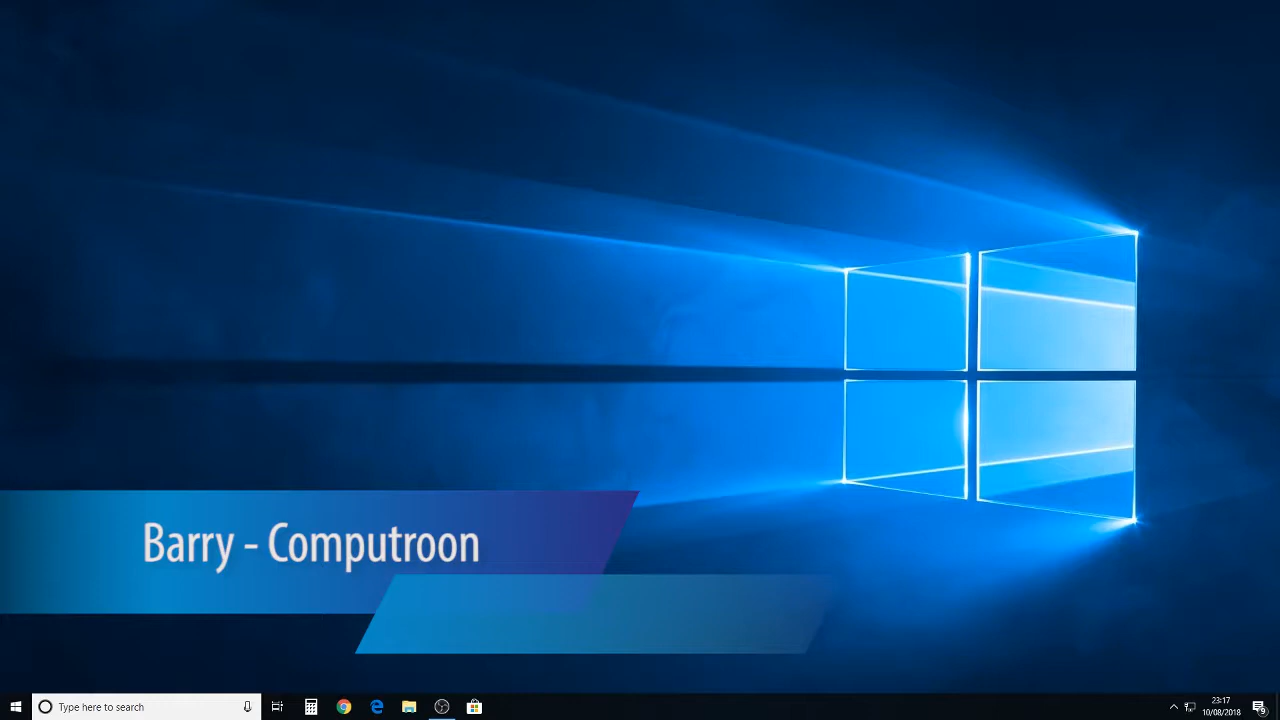 Barry - Computroon
Type here to search
23:17
10/08/2018